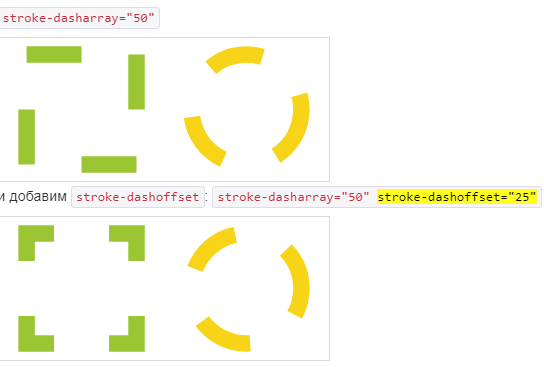 stroke-dasharray="50"
и добавим stroke-dashoffset: stroke-dasharray="50" stroke-dashoffset="25"